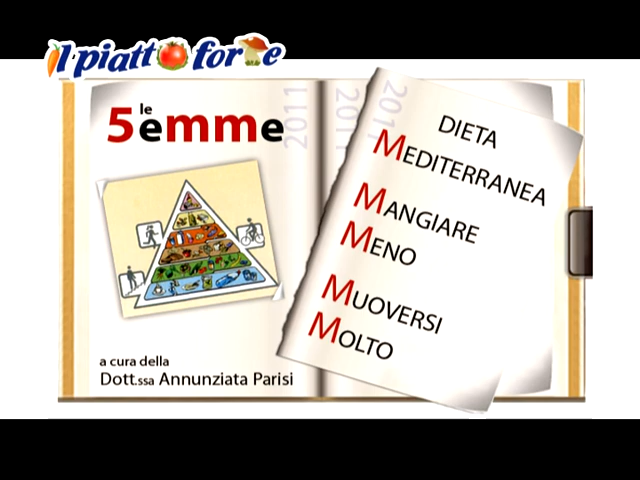 Il piatto forte
le
5 emme
2011
2011
2011
DIETA
MEDITERRANEA
MANGIARE
MENO
MUOVERSI
MOLTO
a cura della
Dott.ssa Annunziata Parisi